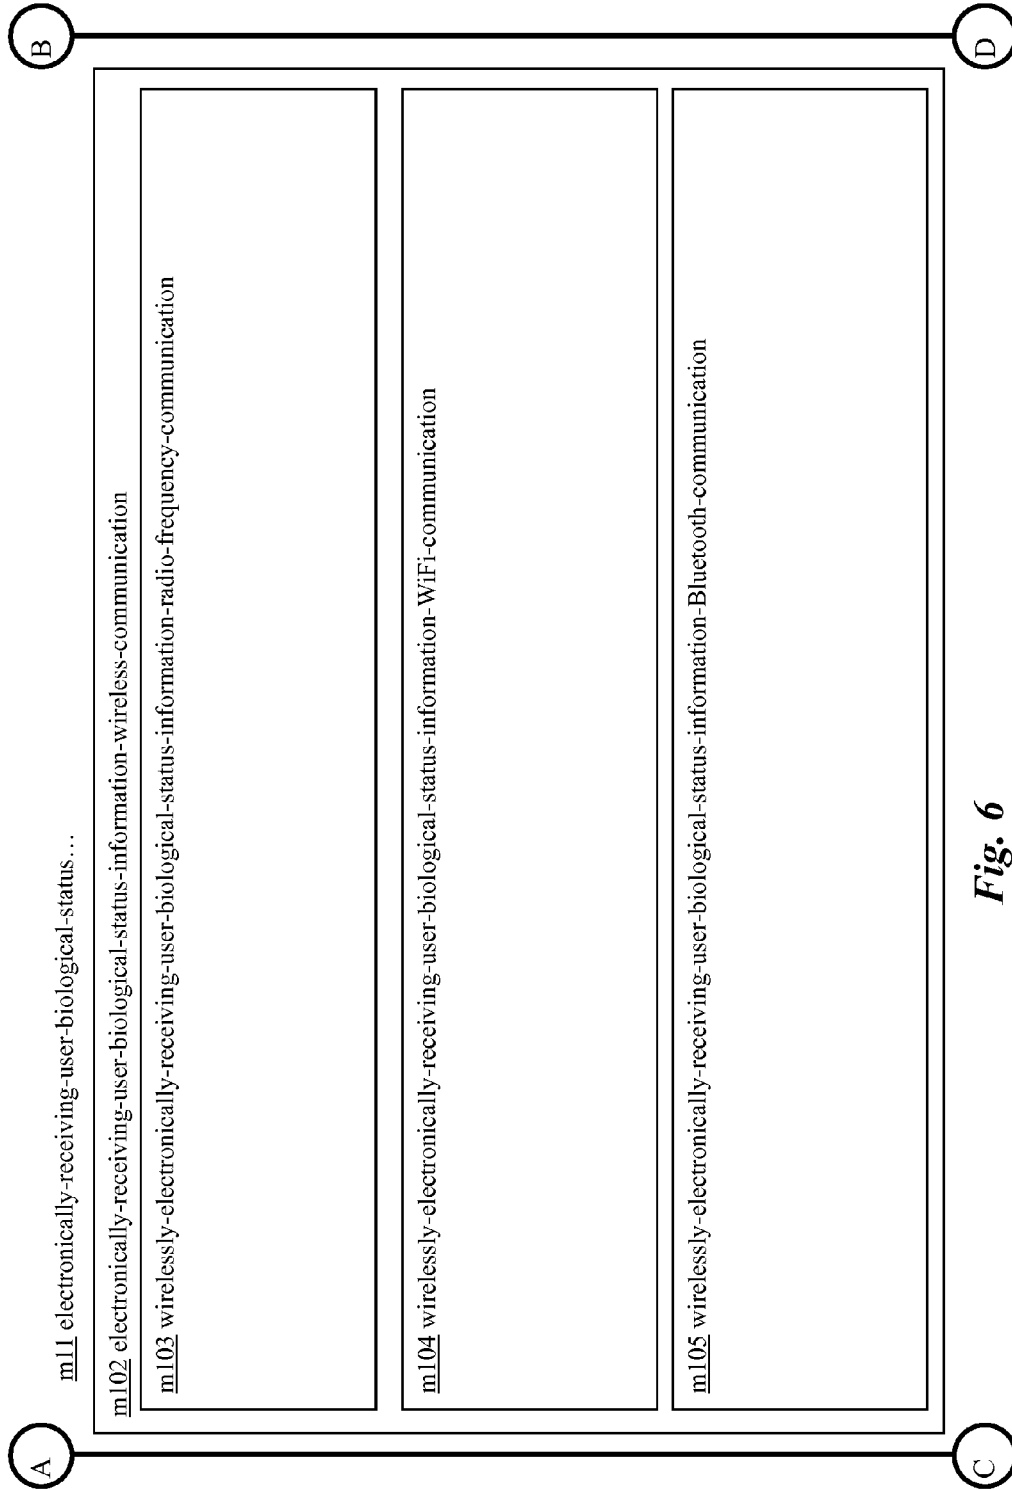 A
B
m11 electronically-receiving-user-biological-status…
m102 electronically-receiving-user-biological-status-information-wireless-communication
m103 wirelessly-electronically-receiving-user-biological-status-information-radio-frequency-communication
m104 wirelessly-electronically-receiving-user-biological-status-information-WiFi-communication
m105 wirelessly-electronically-receiving-user-biological-status-information-Bluetooth-communication
C
D
Fig. 6